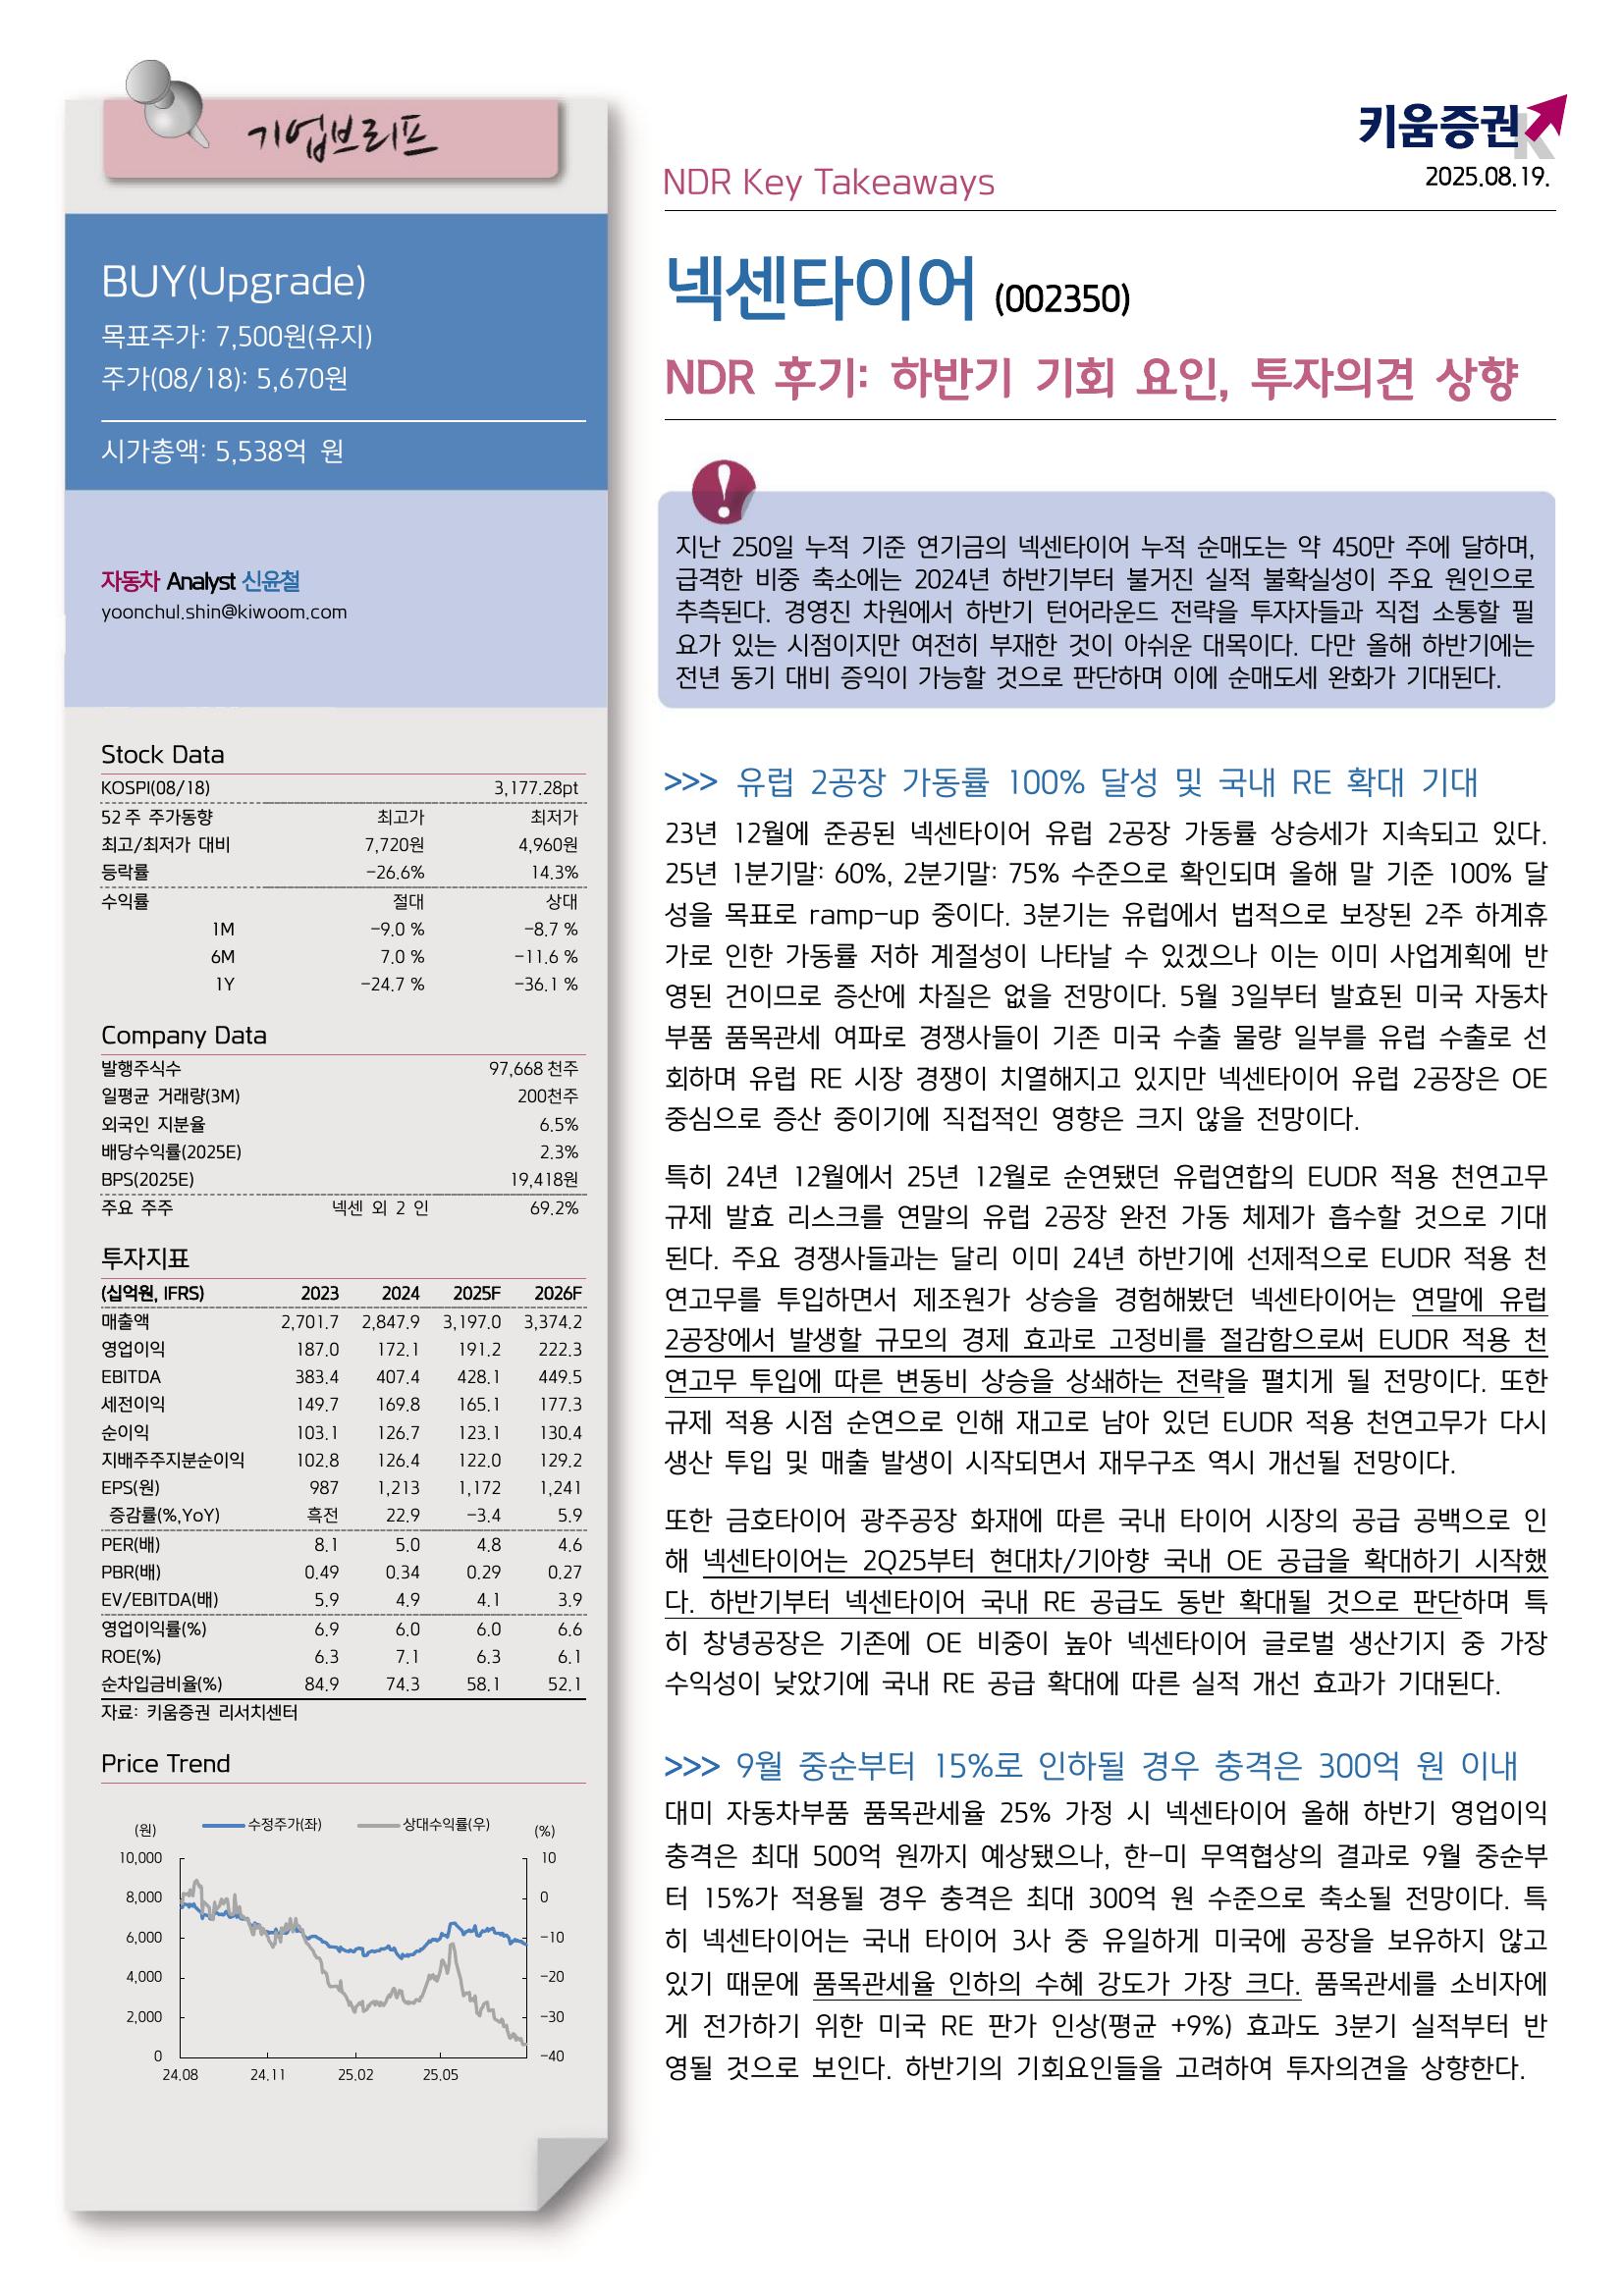 기업브리프
BUY(Upgrade)
목표주가: 7,500원(유지)
주가(08/18): 5,670원
시가총액: 5,538억 원
자동차 Analyst 신윤철
yoonchul.shin@kiwoom.com
Stock Data
KOSPI(08/18) 3,177.28pt
52주 주가동향 최고가 최저가
최고/최저가 대비 7,720원 4,960원
등락률 -26.6% 14.3%
수익률 절대 상대
1M -9.0 % -8.7 %
6M 7.0 % -11.6 %
1Y -24.7 % -36.1 %
Company Data
발행주식수 97,668 천주
일평균 거래량(3M) 200천주
외국인 지분율 6.5%
배당수익률(2025E) 2.3%
BPS(2025E) 19,418원
주요 주주 넥센 외 2 인 69.2%
투자지표
(십억원, IFRS) 2023 2024 2025F 2026F
매출액 2,701.7 2,847.9 3,197.0 3,374.2
영업이익 187.0 172.1 191.2 222.3
EBITDA 383.4 407.4 428.1 449.5
세전이익 149.7 169.8 165.1 177.3
순이익 103.1 126.7 123.1 130.4
지배주주지분순이익 102.8 126.4 122.0 129.2
EPS(원) 987 1,213 1,172 1,241
증감률(%,YoY) 흑전 22.9 -3.4 5.9
PER(배) 8.1 5.0 4.8 4.6
PBR(배) 0.49 0.34 0.29 0.27
EV/EBITDA(배) 5.9 4.9 4.1 3.9
영업이익률(%) 6.9 6.0 6.0 6.6
ROE(%) 6.3 7.1 6.3 6.1
순차입금비율(%) 84.9 74.3 58.1 52.1
자료: 키움증권 리서치센터
Price Trend
(원) 수정주가(좌) 상대수익률(우) (%)
10,000 10
8,000 0
6,000 -10
4,000 -20
2,000 -30
0 -40
24.08 24.11 25.02 25.05
키움증권
NDR Key Takeaways 2025.08.19.
넥센타이어 (002350)
NDR 후기: 하반기 기회 요인, 투자의견 상향
지난 250일 누적 기준 연기금의 넥센타이어 누적 순매도는 약 450만 주에 달하며,
급격한 비중 축소에는 2024년 하반기부터 불거진 실적 불확실성이 주요 원인으로
추측된다. 경영진 차원에서 하반기 턴어라운드 전략을 투자자들과 직접 소통할 필
요가 있는 시점이지만 여전히 부재한 것이 아쉬운 대목이다. 다만 올해 하반기에는
전년 동기 대비 증익이 가능할 것으로 판단하며 이에 순매도세 완화가 기대된다.
>>> 유럽 2공장 가동률 100% 달성 및 국내 RE 확대 기대
23년 12월에 준공된 넥센타이어 유럽 2공장 가동률 상승세가 지속되고 있다.
25년 1분기말: 60%, 2분기말: 75% 수준으로 확인되며 올해 말 기준 100% 달
성을 목표로 ramp-up 중이다. 3분기는 유럽에서 법적으로 보장된 2주 하계휴
가로 인한 가동률 저하 계절성이 나타날 수 있겠으나 이는 이미 사업계획에 반
영된 건이므로 증산에 차질은 없을 전망이다. 5월 3일부터 발효된 미국 자동차
부품 품목관세 여파로 경쟁사들이 기존 미국 수출 물량 일부를 유럽 수출로 선
회하며 유럽 RE 시장 경쟁이 치열해지고 있지만 넥센타이어 유럽 2공장은 OE
중심으로 증산 중이기에 직접적인 영향은 크지 않을 전망이다.
특히 24년 12월에서 25년 12월로 순연됐던 유럽연합의 EUDR 적용 천연고무
규제 발효 리스크를 연말의 유럽 2공장 완전 가동 체제가 흡수할 것으로 기대
된다. 주요 경쟁사들과는 달리 이미 24년 하반기에 선제적으로 EUDR 적용 천
연고무를 투입하면서 제조원가 상승을 경험해봤던 넥센타이어는 연말에 유럽
2공장에서 발생할 규모의 경제 효과로 고정비를 절감함으로써 EUDR 적용 천
연고무 투입에 따른 변동비 상승을 상쇄하는 전략을 펼치게 될 전망이다. 또한
규제 적용 시점 순연으로 인해 재고로 남아 있던 EUDR 적용 천연고무가 다시
생산 투입 및 매출 발생이 시작되면서 재무구조 역시 개선될 전망이다.
또한 금호타이어 광주공장 화재에 따른 국내 타이어 시장의 공급 공백으로 인
해 넥센타이어는 2Q25부터 현대차/기아향 국내 OE 공급을 확대하기 시작했
다. 하반기부터 넥센타이어 국내 RE 공급도 동반 확대될 것으로 판단하며 특
히 창녕공장은 기존에 OE 비중이 높아 넥센타이어 글로벌 생산기지 중 가장
수익성이 낮았기에 국내 RE 공급 확대에 따른 실적 개선 효과가 기대된다.
>>> 9월 중순부터 15%로 인하될 경우 충격은 300억 원 이내
대미 자동차부품 품목관세율 25% 가정 시 넥센타이어 올해 하반기 영업이익
충격은 최대 500억 원까지 예상됐으나, 한-미 무역협상의 결과로 9월 중순부
터 15%가 적용될 경우 충격은 최대 300억 원 수준으로 축소될 전망이다. 특
히 넥센타이어는 국내 타이어 3사 중 유일하게 미국에 공장을 보유하지 않고
있기 때문에 품목관세율 인하의 수혜 강도가 가장 크다. 품목관세를 소비자에
게 전가하기 위한 미국 RE 판가 인상(평균 +9%) 효과도 3분기 실적부터 반
영될 것으로 보인다. 하반기의 기회요인들을 고려하여 투자의견을 상향한다.